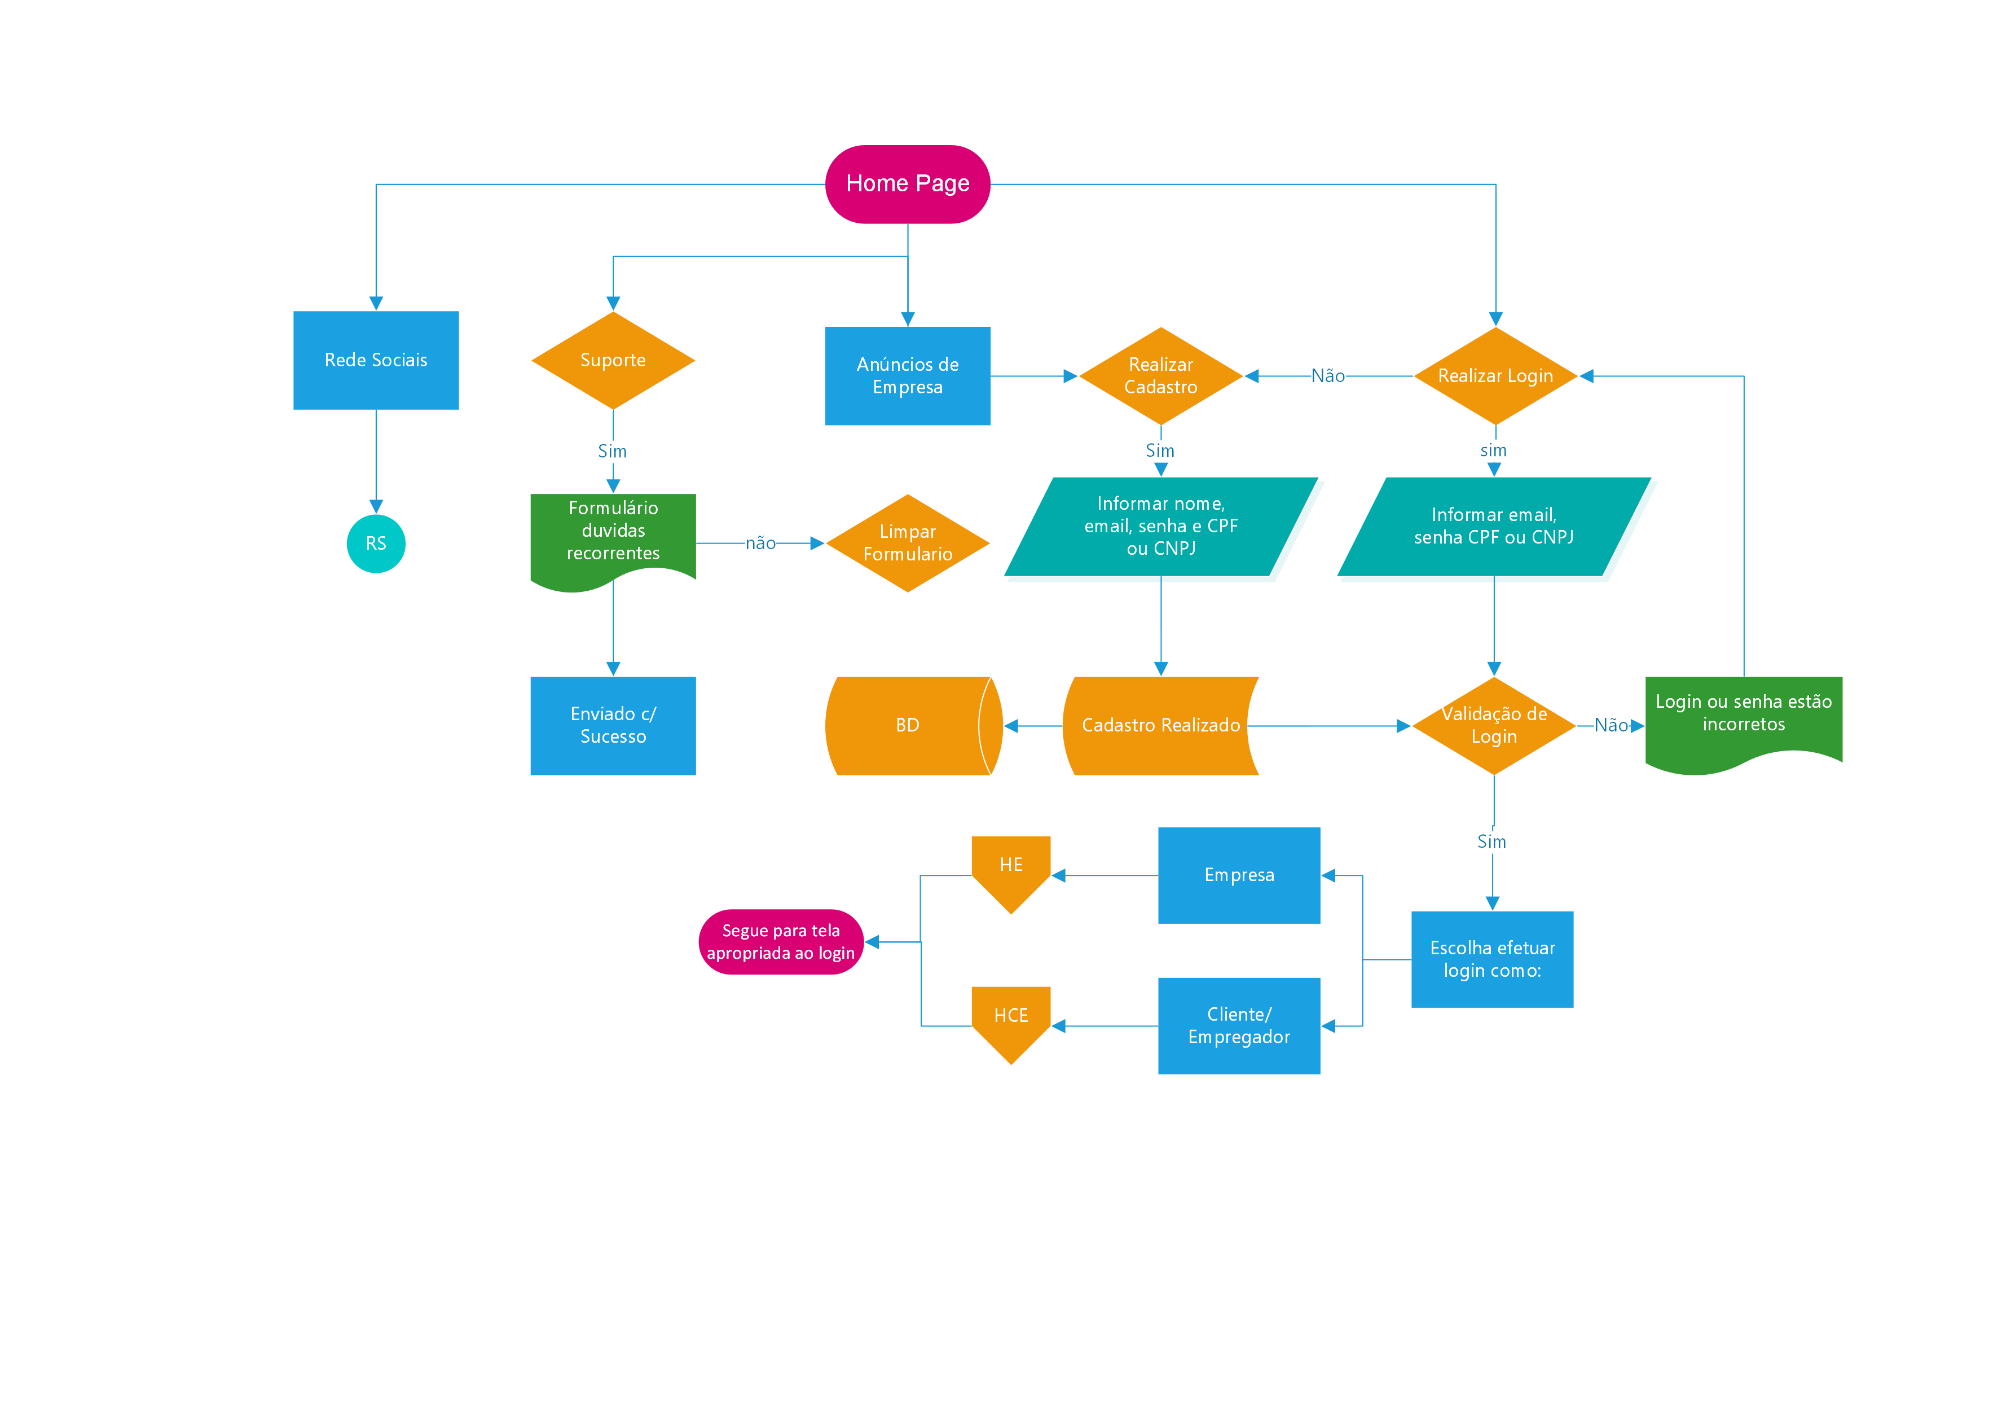 Home Page
Rede Sociais
Suporte
Anúncios de
Empresa
Realizar
Cadastro
Não
Realizar Login
Sim
Sim
sim
Formulário
duvidas
recorrentes
não
Limpar
Formulario
Informar nome,
email, senha e CPF
ou CNPJ
Informar email,
senha CPF ou CNPJ
RS
Enviado c/
Sucesso
BD
Cadastro Realizado
Validação de
Login
Não
Login ou senha estão
incorretos
Sim
HE
Empresa
Segue para tela
apropriada ao login
Escolha efetuar
login como:
HCE
Cliente/
Empregador